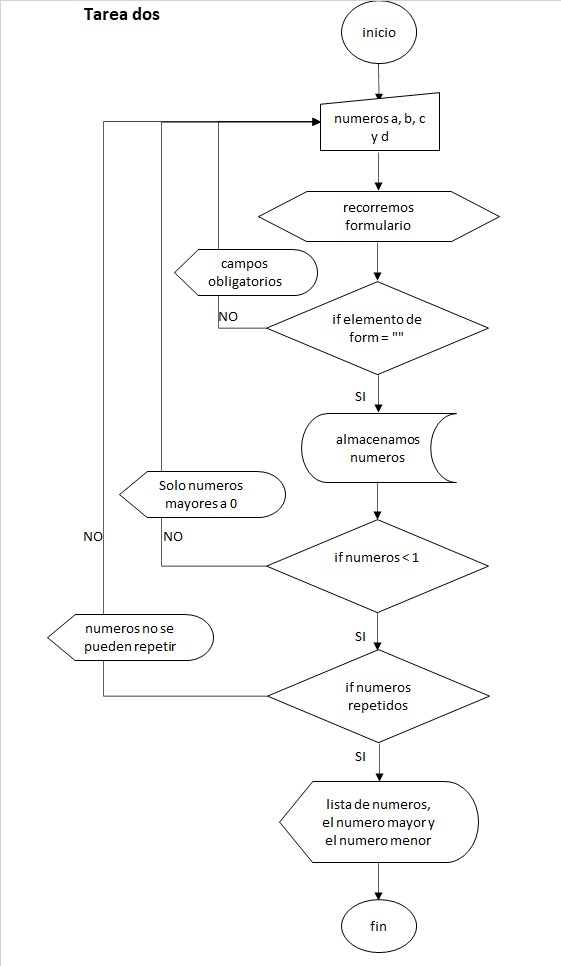 Tarea dos
inicio
numeros a, b, c
y d
recorremos
formulario
campos
obligatorios
NO
if elemento de
form = ""
SI
almacenamos
numeros
Solo numeros
mayores a 0
NO
NO
if numeros < 1
numeros no se
pueden repetir
SI
if numeros
repetidos
SI
lista de numeros,
el numero mayor y
el numero menor
fin